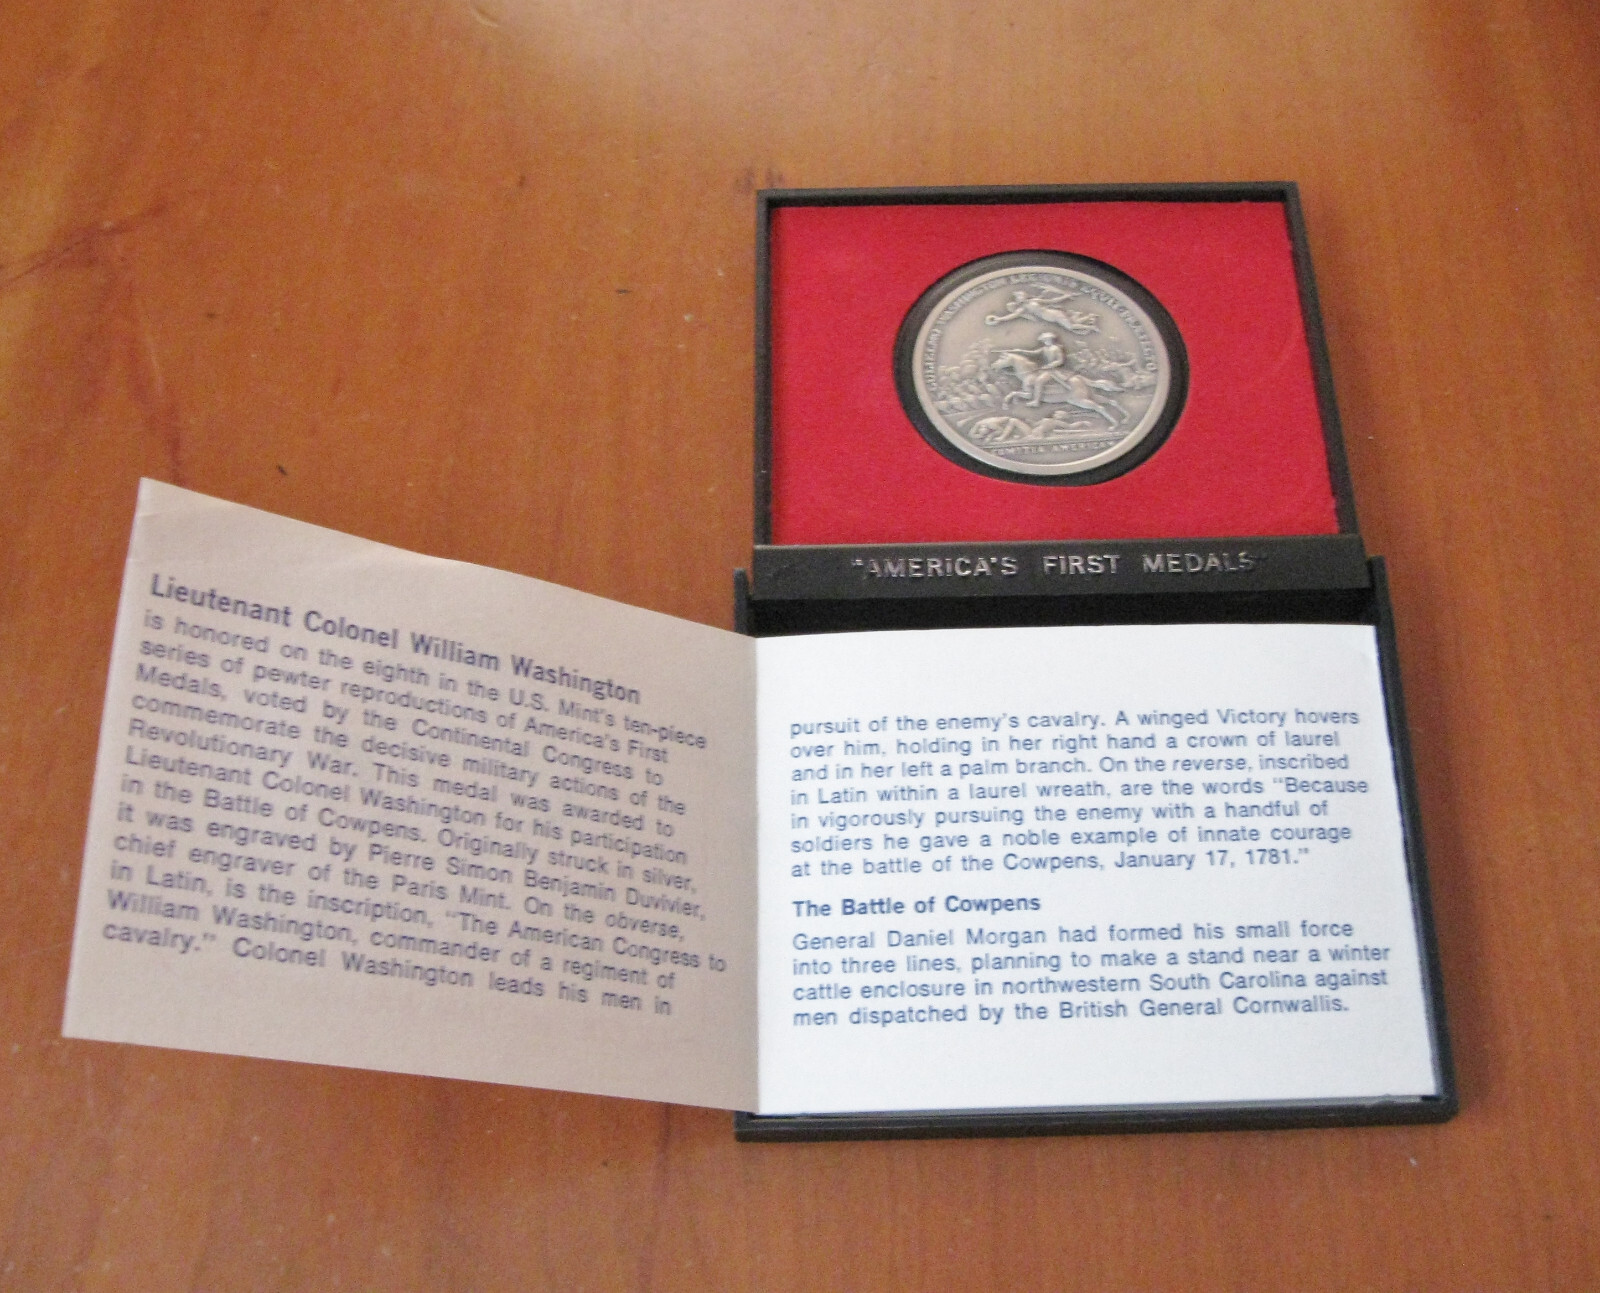 GULIELMO WASHINGTON LEGIONIS EQUIT. PRAEFECTO
COMITIA AMERICANA
"AMERICA'S FIRST MEDALS"
Lieutenant Colonel William Washington
is honored on the eighth in the U.S. Mint's ten-piece
series of pewter reproductions of America's First
Medals, voted by the Continental Congress to
commemorate the decisive military actions of the
Revolutionary War. This medal was awarded to
Lieutenant Colonel Washington for his participation
in the Battle of Cowpens. Originally struck in silver,
it was engraved by Pierre Simon Benjamin Duvivier,
chief engraver of the Paris Mint. On the obverse,
in Latin, is the inscription, "The American Congress to
William Washington, commander of a regiment of
cavalry." Colonel Washington leads his men in
pursuit of the enemy's cavalry. A winged Victory hovers
over him, holding in her right hand a crown of laurel
and in her left a palm branch. On the reverse, inscribed
in Latin within a laurel wreath, are the words "Because
in vigorously pursuing the enemy with a handful of
soldiers he gave a noble example of innate courage
at the battle of the Cowpens, January 17, 1781."
The Battle of Cowpens
General Daniel Morgan had formed his small force
into three lines, planning to make a stand near a winter
cattle enclosure in northwestern South Carolina against
men dispatched by the British General Cornwallis.